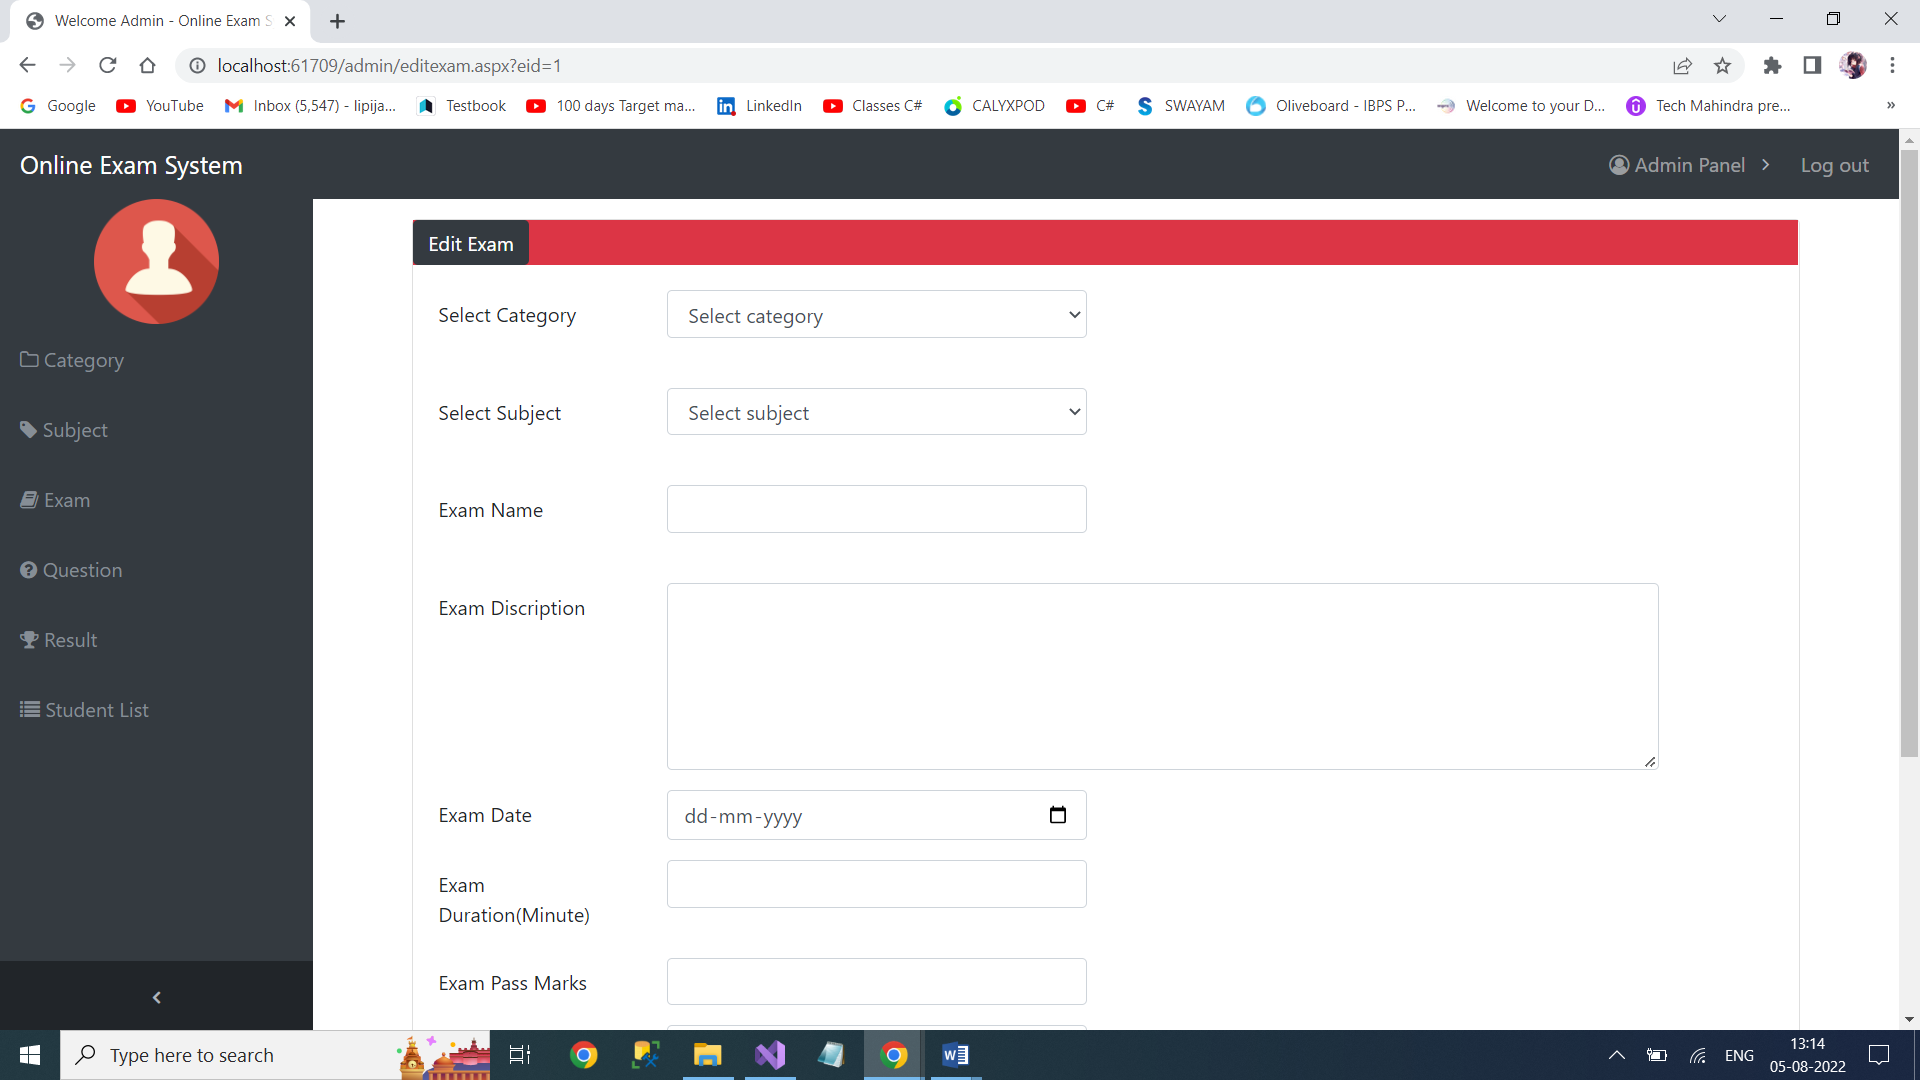 Welcome Admin - Online Exam S
localhost:61709/admin/editexam.aspx?eid=1
Google YouTube Inbox (5,547) - lipija... Testbook 100 days Target ma... LinkedIn Classes C# CALYXPOD C# SWAYAM Oliveboard - IBPS P... Welcome to your D... Tech Mahindra pre... »
Online Exam System
Admin Panel
Log out
Category
Subject
Exam
Question
Result
Student List
Edit Exam
Select Category
Select category
Select Subject
Select subject
Exam Name
Exam Discription
Exam Date
dd-mm-yyyy
Exam
Duration(Minute)
Exam Pass Marks
Type here to search
ENG
13:14
05-08-2022